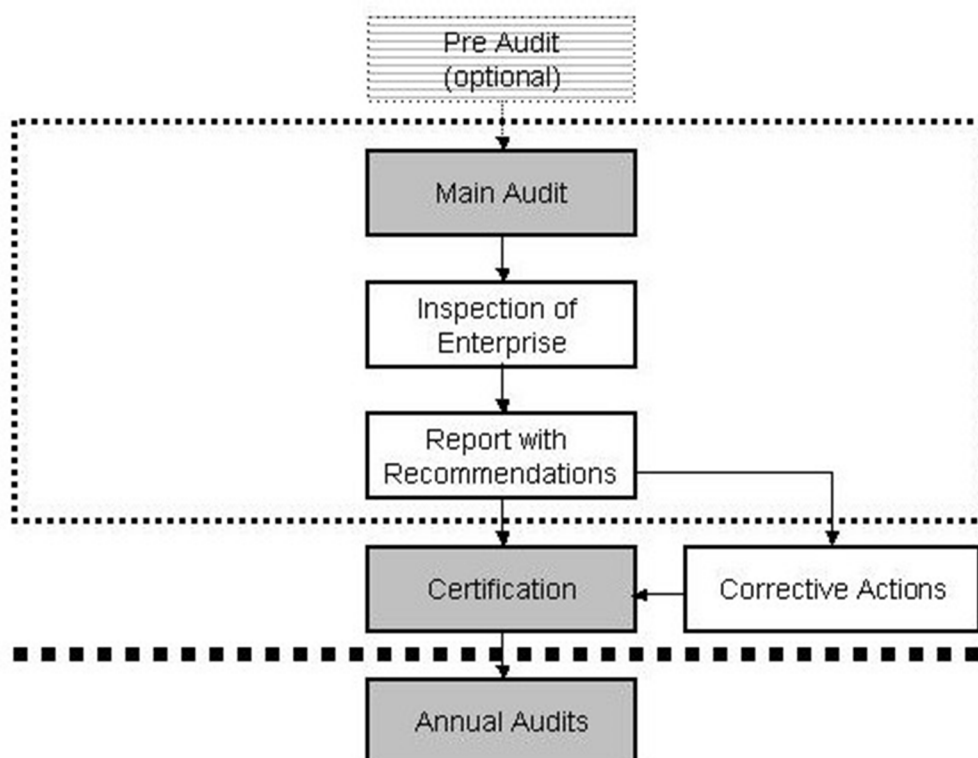 Pre Audit
(optional)
Main Audit
Inspection of
Enterprise
Report with
Recommendations
Certification
Corrective Actions
Annual Audits